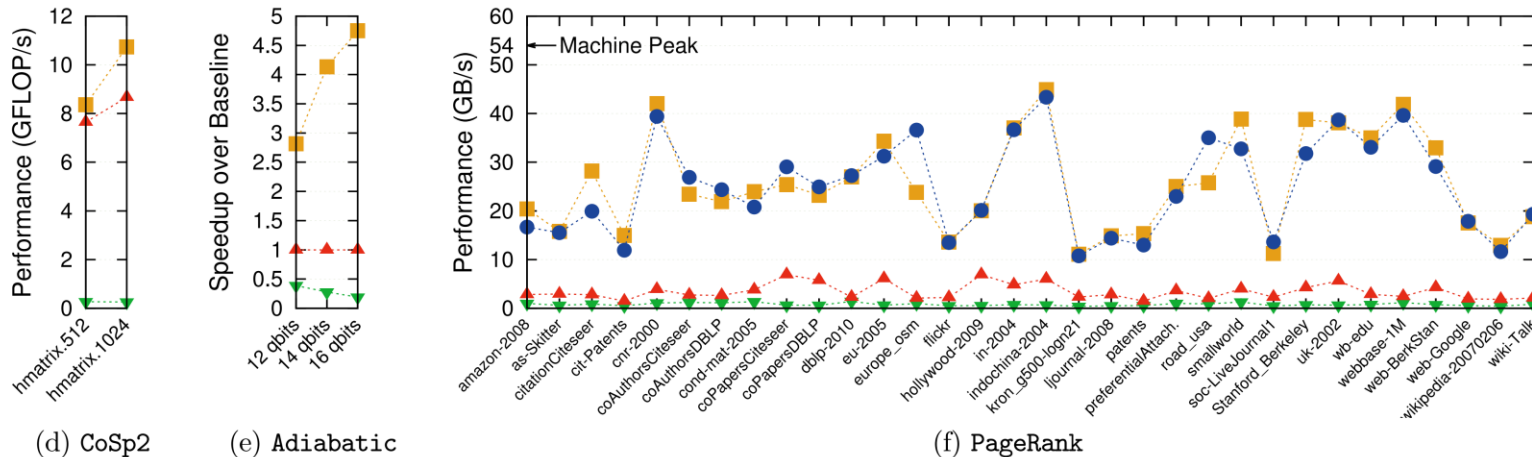 Performance (GFLOP/s)
12
10
8
6
4
2
0
hmatrix.512
hmatrix.1024
(d) CoSp2
Speedup over Baseline
5
4.5
4
3.5
3
2.5
2
1.5
1
0.5
0
12 qbits
14 qbits
16 qbits
(e) Adiabatic
Performance (GB/s)
60
54
50
40
30
20
10
0
Machine Peak
amazon-2008
as-Skitter
citationCiteseer
cit-Patents
cnr-2000
coAuthorsCiteseer
coAuthorsDBLP
cond-mat-2005
coPapersCiteseer
coPapersDBLP
dblp-2010
eu-2005
europe_osm
flickr
hollywood-2009
in-2004
indochina-2004
kron_g500-logn21
ljournal-2008
patents
preferentialAttach.
road_usa
smallworld
soc-LiveJournal1
Stanford_Berkeley
uk-2002
wb-edu
webbase-1M
web-BerkStan
web-Google
wikipedia-20070206
wiki-Talk
(f) PageRank